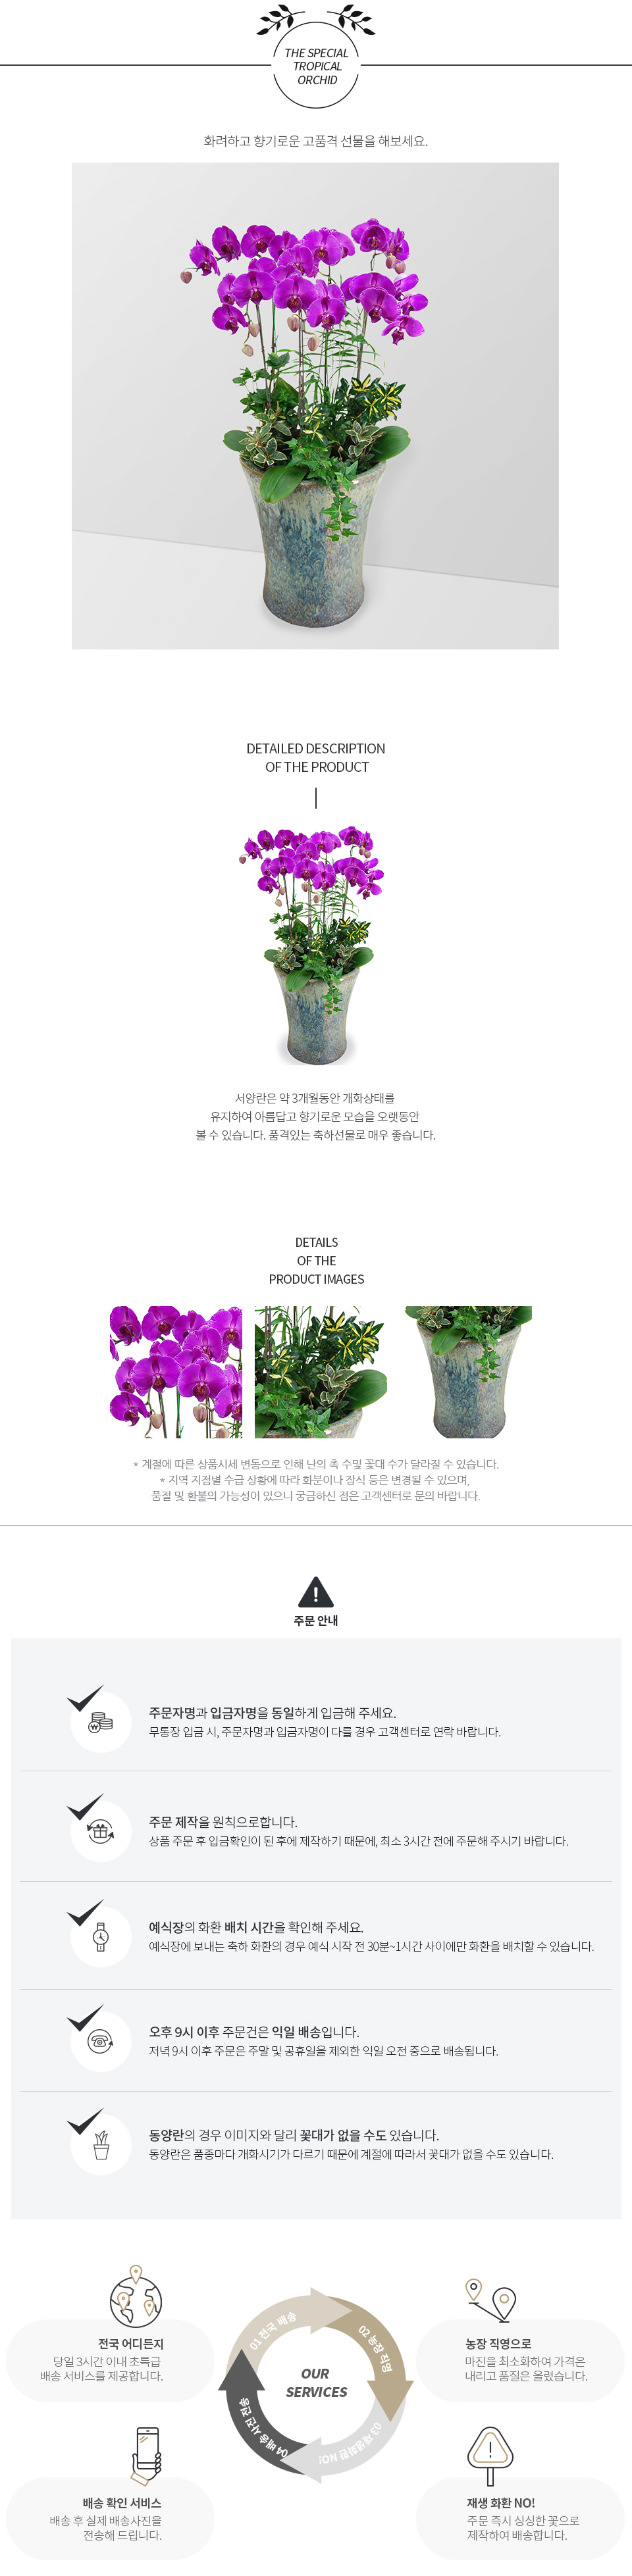 THE SPECIAL
TROPICAL
ORCHID
화려하고 향기로운 고품격 선물을 해보세요.
DETAILED DESCRIPTION
OF THE PRODUCT
서양란은 약 3개월동안 개화상태를
유지하여 아름답고 향기로운 모습을 오랫동안
볼 수 있습니다. 품격있는 축하선물로 매우 좋습니다.
DETAILS
OF THE
PRODUCT IMAGES
* 계절에 따른 상품시세 변동으로 인해 난의 촉 수및 꽃대 수가 달라질 수 있습니다.
* 지역 지점별 수급 상황에 따라 화분이나 장식 등은 변경될 수 있으며,
품절 및 환불의 가능성이 있으니 궁금하신 점은 고객센터로 문의 바랍니다.
주문 안내
주문자명과 입금자명을 동일하게 입금해 주세요.
무통장 입금 시, 주문자명과 입금자명이 다를 경우 고객센터로 연락 바랍니다.
주문 제작을 원칙으로합니다.
상품 주문 후 입금확인이 된 후에 제작하기 때문에, 최소 3시간 전에 주문해 주시기 바랍니다.
예식장의 화환 배치 시간을 확인해 주세요.
예식장에 보내는 축하 화환의 경우 예식 시작 전 30분~1시간 사이에만 화환을 배치할 수 있습니다.
오후 9시 이후 주문건은 익일 배송입니다.
저녁 9시 이후 주문은 주말 및 공휴일을 제외한 익일 오전 중으로 배송됩니다.
동양란의 경우 이미지와 달리 꽃대가 없을 수도 있습니다.
동양란은 품종마다 개화시기가 다르기 때문에 계절에 따라서 꽃대가 없을 수도 있습니다.
전국 어디든지
당일 3시간 이내 초특급
배송 서비스를 제공합니다.
농장 직영으로
마진을 최소화하여 가격은
내리고 품질은 올렸습니다.
01 전국 배송
02 농장 직영
OUR
SERVICES
03 재생화환 NO!
04 배송사진 전송
배송 확인 서비스
배송 후 실제 배송사진을
전송해 드립니다.
재생 화환 NO!
주문 즉시 싱싱한 꽃으로
제작하여 배송합니다.